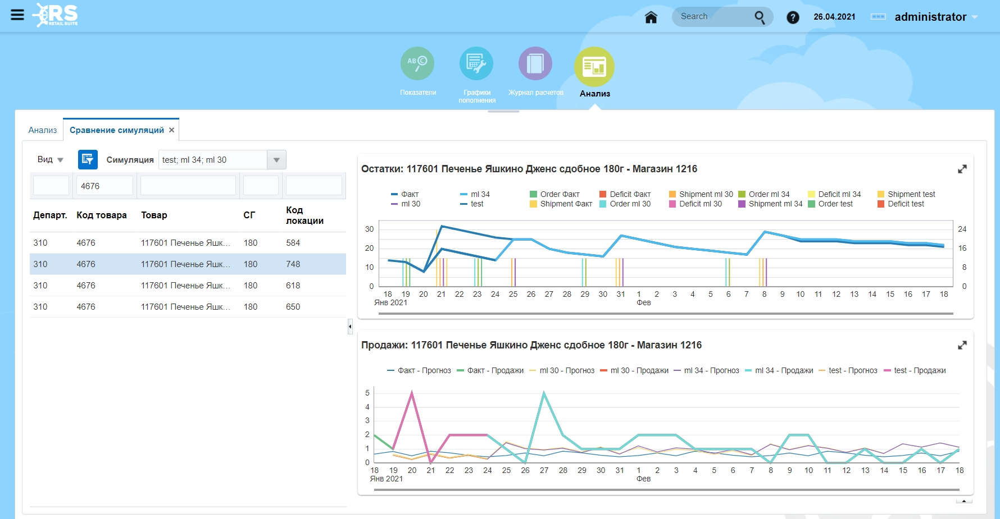 RS
RETAIL SUITE
Search
?
26.04.2021
administrator
ABC
Показатели
Графики
пополнения
Журнал расчетов
Анализ
Анализ
Сравнение симуляций ×
Вид
Симуляция
test; ml 34; ml 30
4676
Департ. Код товара Товар СГ Код
локации
310 4676 117601 Печенье Яшк... 180 584
310 4676 117601 Печенье Яшк... 180 748
310 4676 117601 Печенье Яшк... 180 618
310 4676 117601 Печенье Яшк... 180 650
Остатки: 117601 Печенье Яшкино Дженс сдобное 180г - Магазин 1216
Факт ml 34 Order Факт Deficit Факт Shipment ml 30 Order ml 34 Deficit ml 34 Shipment test
ml 30 test Shipment Факт Order ml 30 Deficit ml 30 Shipment ml 34 Order test Deficit test
30 24
20 16
10 8
0 0
18 19 20 21 22 23 24 25 26 27 28 29 30 31 1 2 3 4 5 6 7 8 9 10 11 12 13 14 15 16 17 18
Янв 2021 Фев
Продажи: 117601 Печенье Яшкино Дженс сдобное 180г - Магазин 1216
Факт - Прогноз Факт - Продажи ml 30 - Прогноз ml 30 - Продажи ml 34 - Прогноз ml 34 - Продажи test - Прогноз test - Продажи
5
4
3
2
1
0
18 19 20 21 22 23 24 25 26 27 28 29 30 31 1 2 3 4 5 6 7 8 9 10 11 12 13 14 15 16 17 18
Янв 2021 Фев